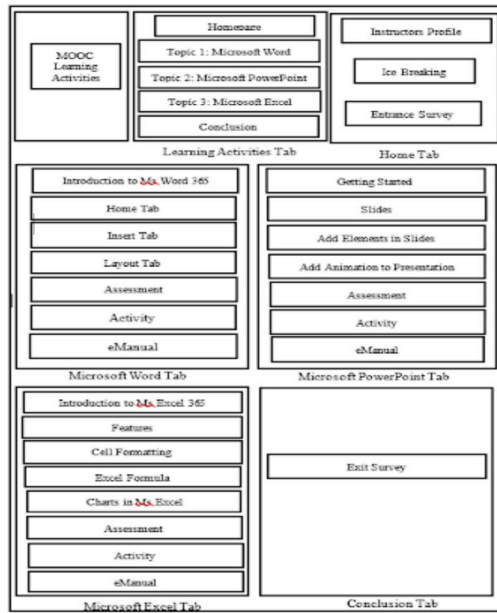 MOOC
Learning
Activities
Homepage
Topic 1: Microsoft Word
Topic 2: Microsoft PowerPoint
Topic 3: Microsoft Excel
Conclusion
Learning Activities Tab
Instructors Profile
Ice Breaking
Entrance Survey
Home Tab
Introduction to Ms. Word 365
Home Tab
Insert Tab
Layout Tab
Assessment
Activity
eManual
Microsoft Word Tab
Getting Started
Slides
Add Elements in Slides
Add Animation to Presentation
Assessment
Activity
eManual
Microsoft PowerPoint Tab
Introduction to Ms. Excel 365
Features
Cell Formatting
Excel Formula
Charts in Ms. Excel
Assessment
Activity
eManual
Microsoft Excel Tab
Exit Survey
Conclusion Tab